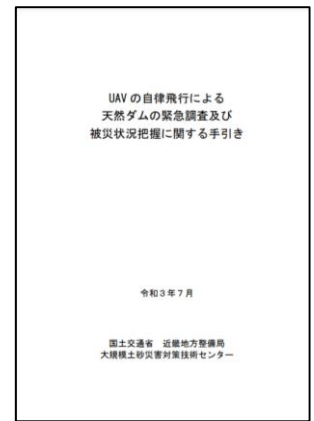 UAVの自律飛行による
天然ダムの緊急調査及び
被災状況把握に関する手引き
令和3年7月
国土交通省 近畿地方整備局
大規模土砂災害対策技術センター